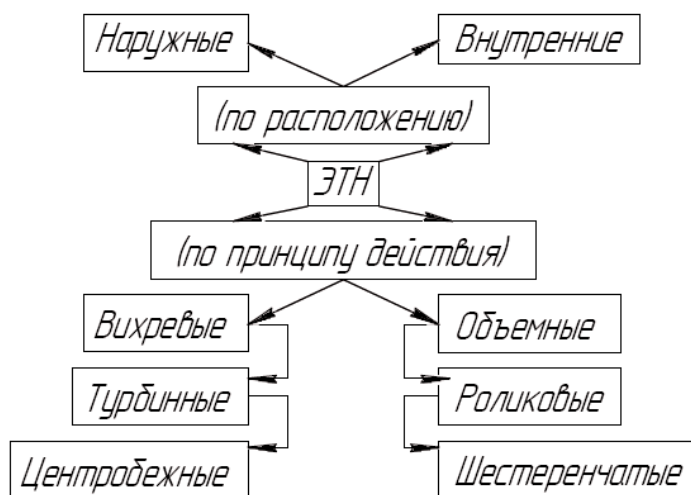 Наружные
Внутренние
(по расположению)
ЭТН
(по принципу действия)
Вихревые
Объемные
Турбинные
Роликовые
Центробежные
Шестеренчатые